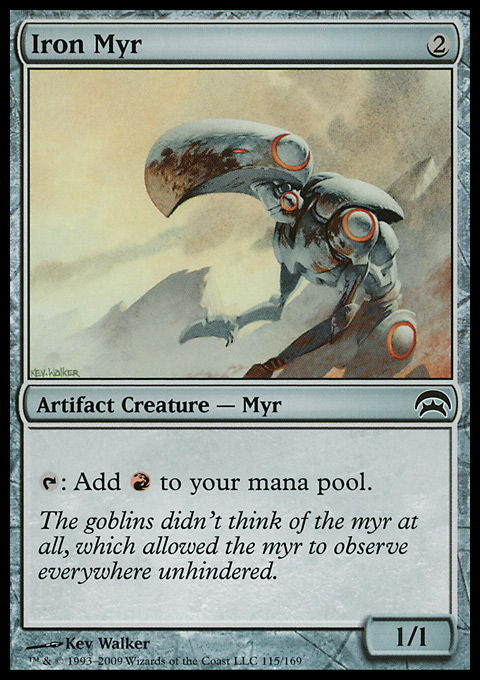 Iron Myr 2
KEV. WALKER
Artifact Creature — Myr
: Add to your mana pool.
The goblins didn't think of the myr at
all, which allowed the myr to observe
everywhere unhindered.
Kev Walker
1/1
™ & © 1993–2009 Wizards of the Coast LLC 115/169